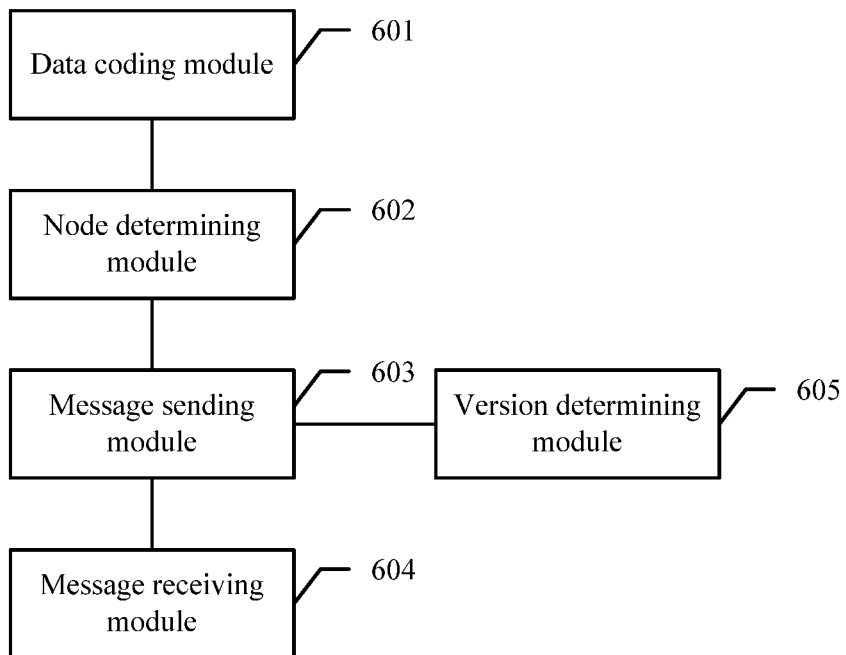 601
Data coding module
602
Node determining
module
603
Message sending
module
605
Version determining
module
604
Message receiving
module